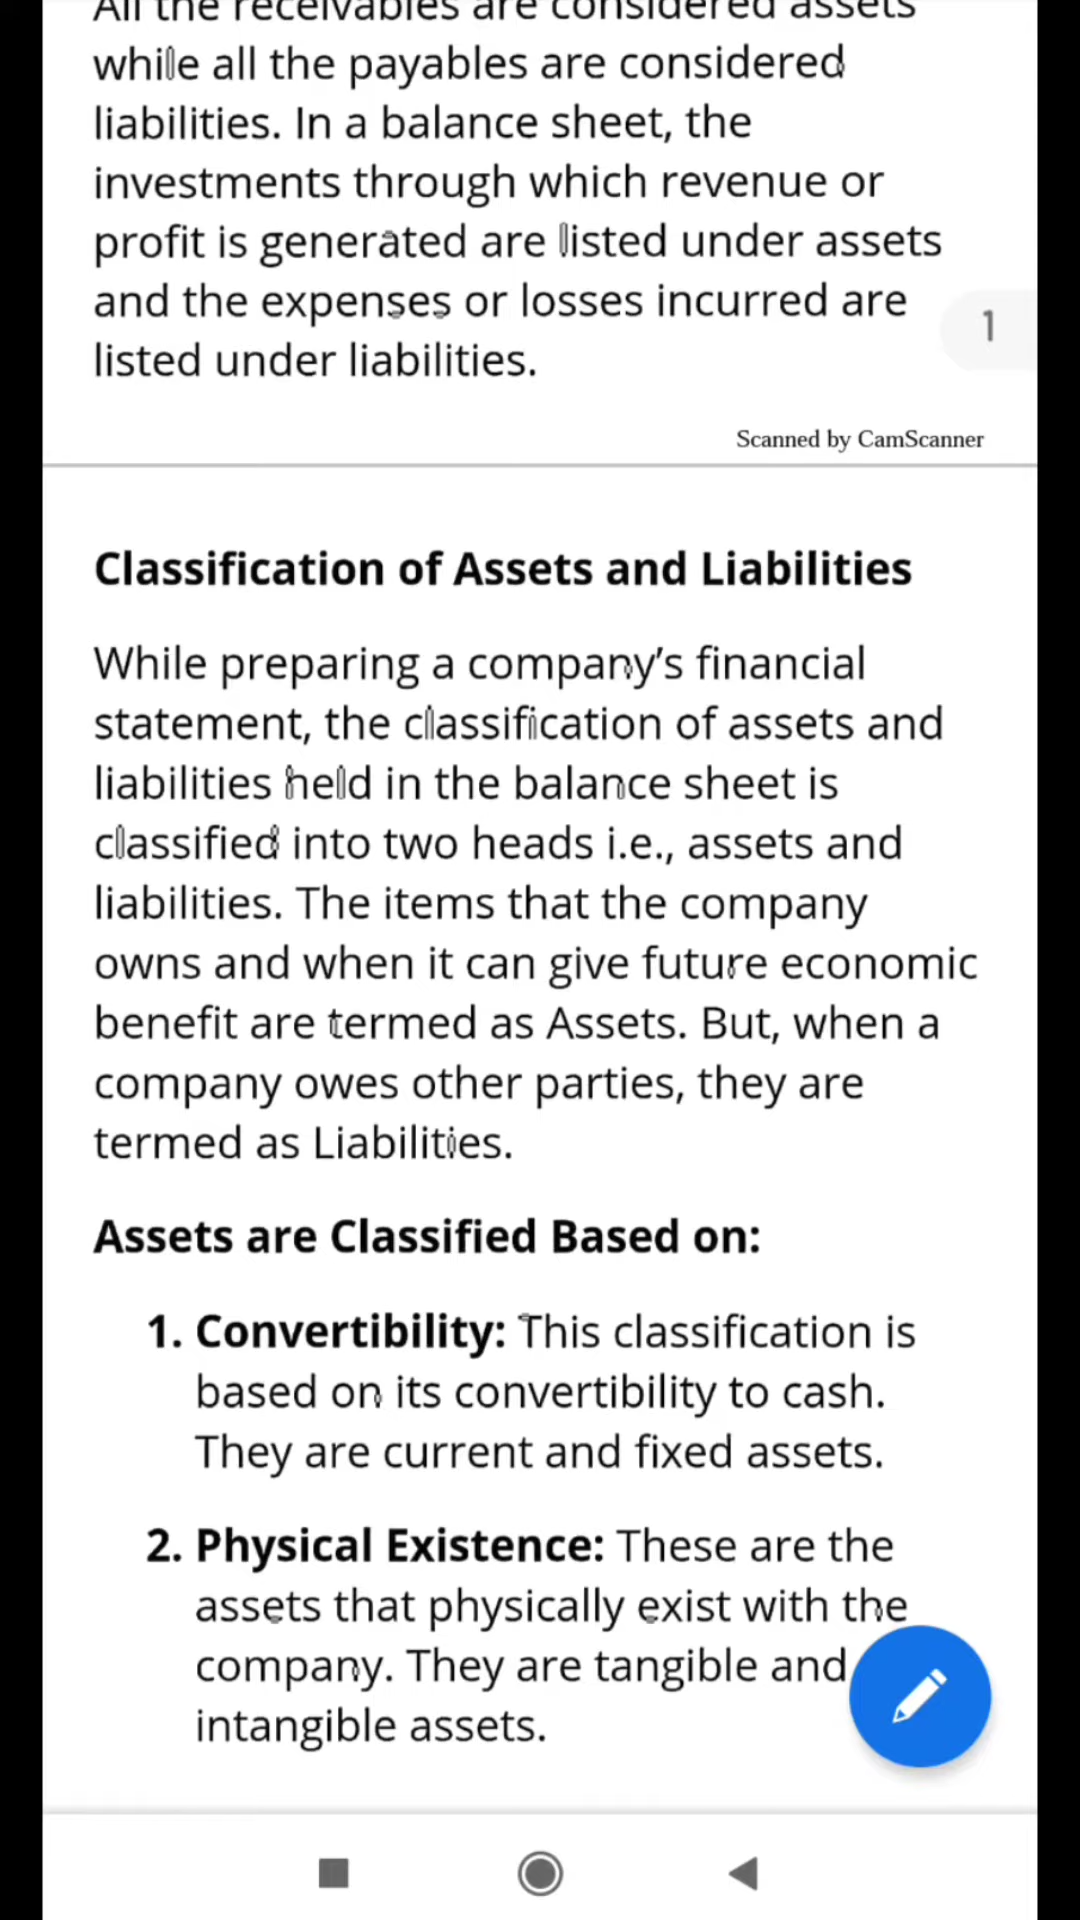 All the receivables are considered assets
while all the payables are considered
liabilities. In a balance sheet, the
investments through which revenue or
profit is generated are listed under assets
and the expenses or losses incurred are
listed under liabilities.
1
Scanned by CamScanner
Classification of Assets and Liabilities
While preparing a company's financial
statement, the classification of assets and
liabilities held in the balance sheet is
classified into two heads i.e., assets and
liabilities. The items that the company
owns and when it can give future economic
benefit are termed as Assets. But, when a
company owes other parties, they are
termed as Liabilities.
Assets are Classified Based on:
1. Convertibility: This classification is
based on its convertibility to cash.
They are current and fixed assets.
2. Physical Existence: These are the
assets that physically exist with the
company. They are tangible and
intangible assets.